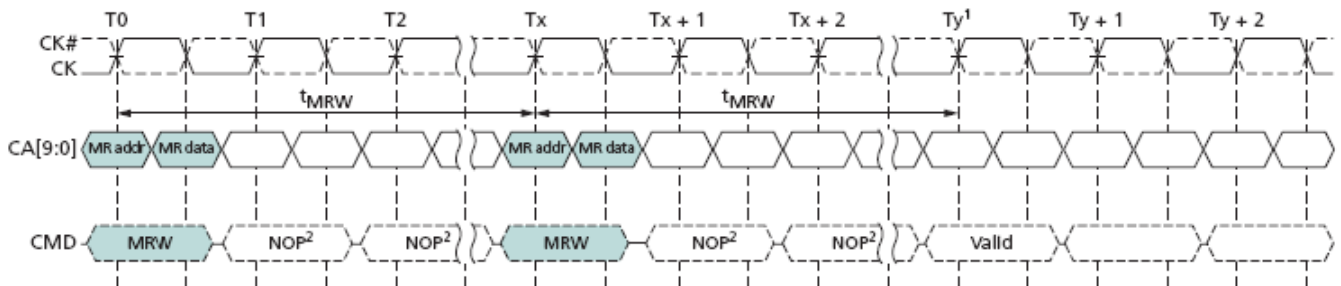 T0 T1 T2 Tx Tx + 1 Tx + 2 Ty¹ Ty + 1 Ty + 2
CK#
CK
tMRW tMRW
CA[9:0] MR addr MR data MR addr MR data
CMD MRW NOP² NOP² MRW NOP² NOP² Valid